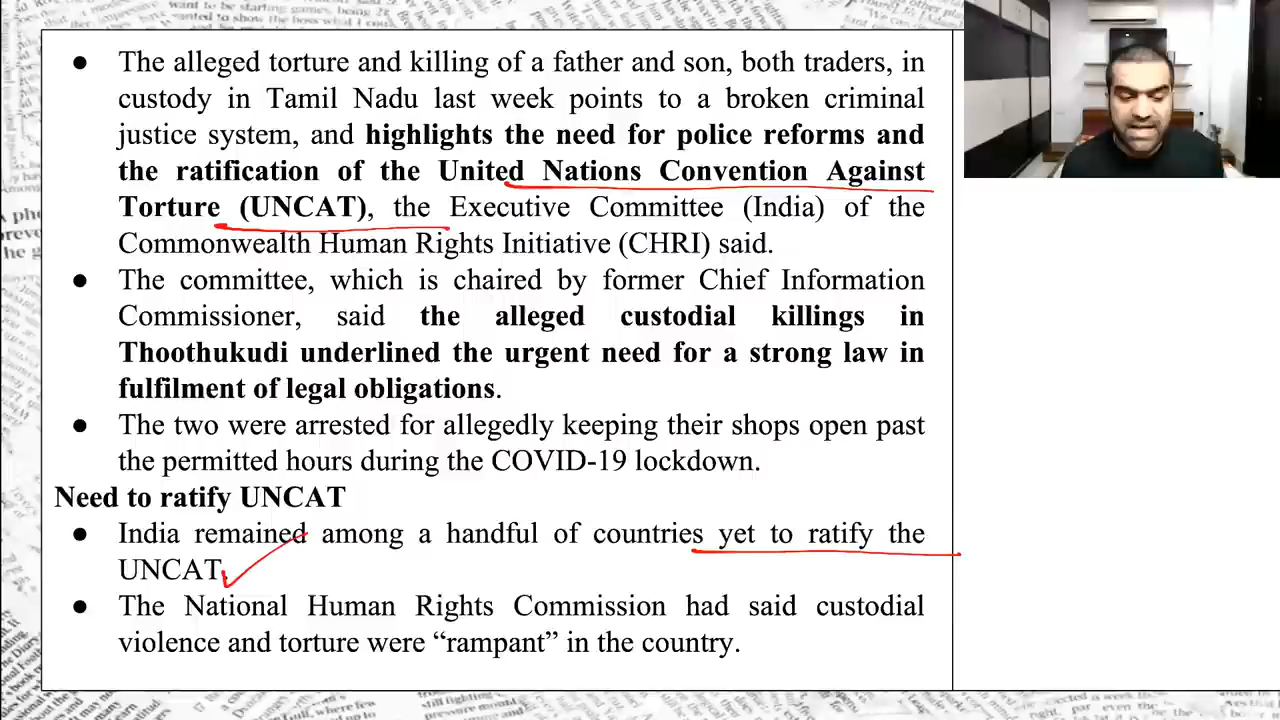 ● The alleged torture and killing of a father and son, both traders, in
custody in Tamil Nadu last week points to a broken criminal
justice system, and highlights the need for police reforms and
the ratification of the United Nations Convention Against
Torture (UNCAT), the Executive Committee (India) of the
Commonwealth Human Rights Initiative (CHRI) said.
● The committee, which is chaired by former Chief Information
Commissioner, said the alleged custodial killings in
Thoothukudi underlined the urgent need for a strong law in
fulfilment of legal obligations.
● The two were arrested for allegedly keeping their shops open past
the permitted hours during the COVID-19 lockdown.
Need to ratify UNCAT
● India remained among a handful of countries yet to ratify the
UNCAT.
● The National Human Rights Commission had said custodial
violence and torture were “rampant” in the country.